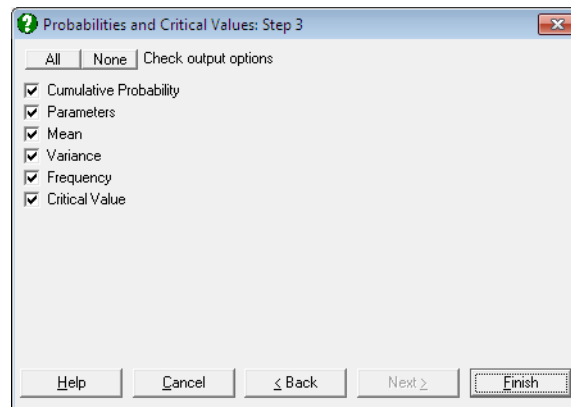 Probabilities and Critical Values: Step 3
All None Check output options
Cumulative Probability
Parameters
Mean
Variance
Frequency
Critical Value
Help Cancel < Back Next > Finish